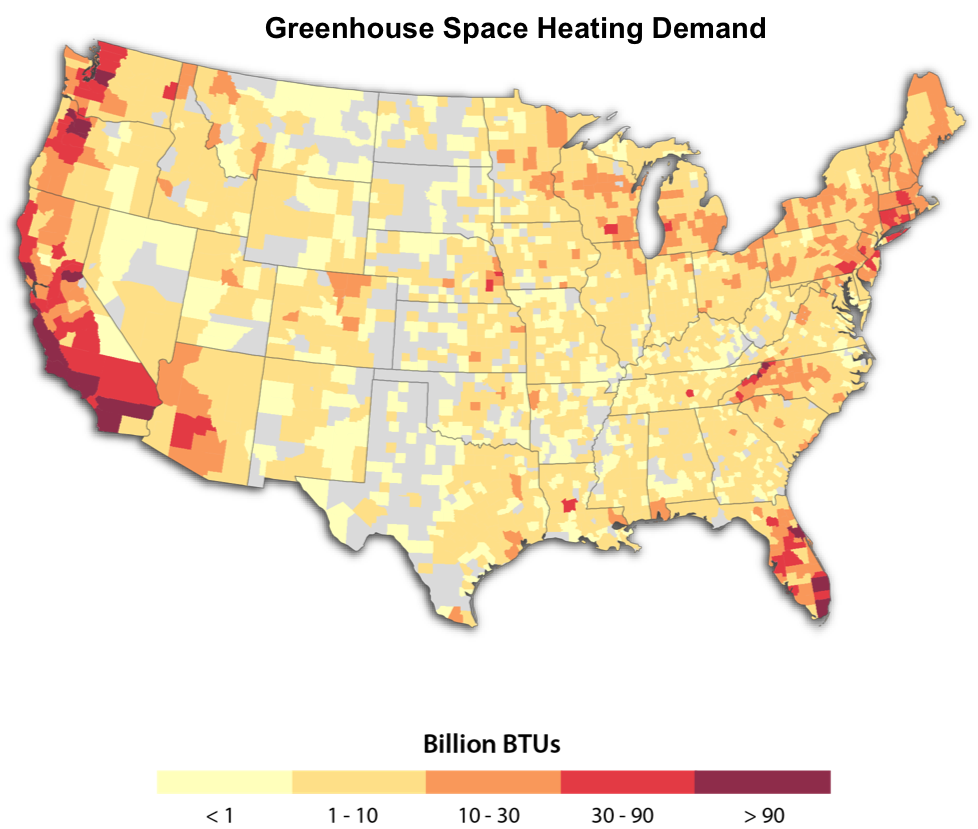 Greenhouse Space Heating Demand
Billion BTUs
< 1 1 - 10 10 - 30 30 - 90 > 90